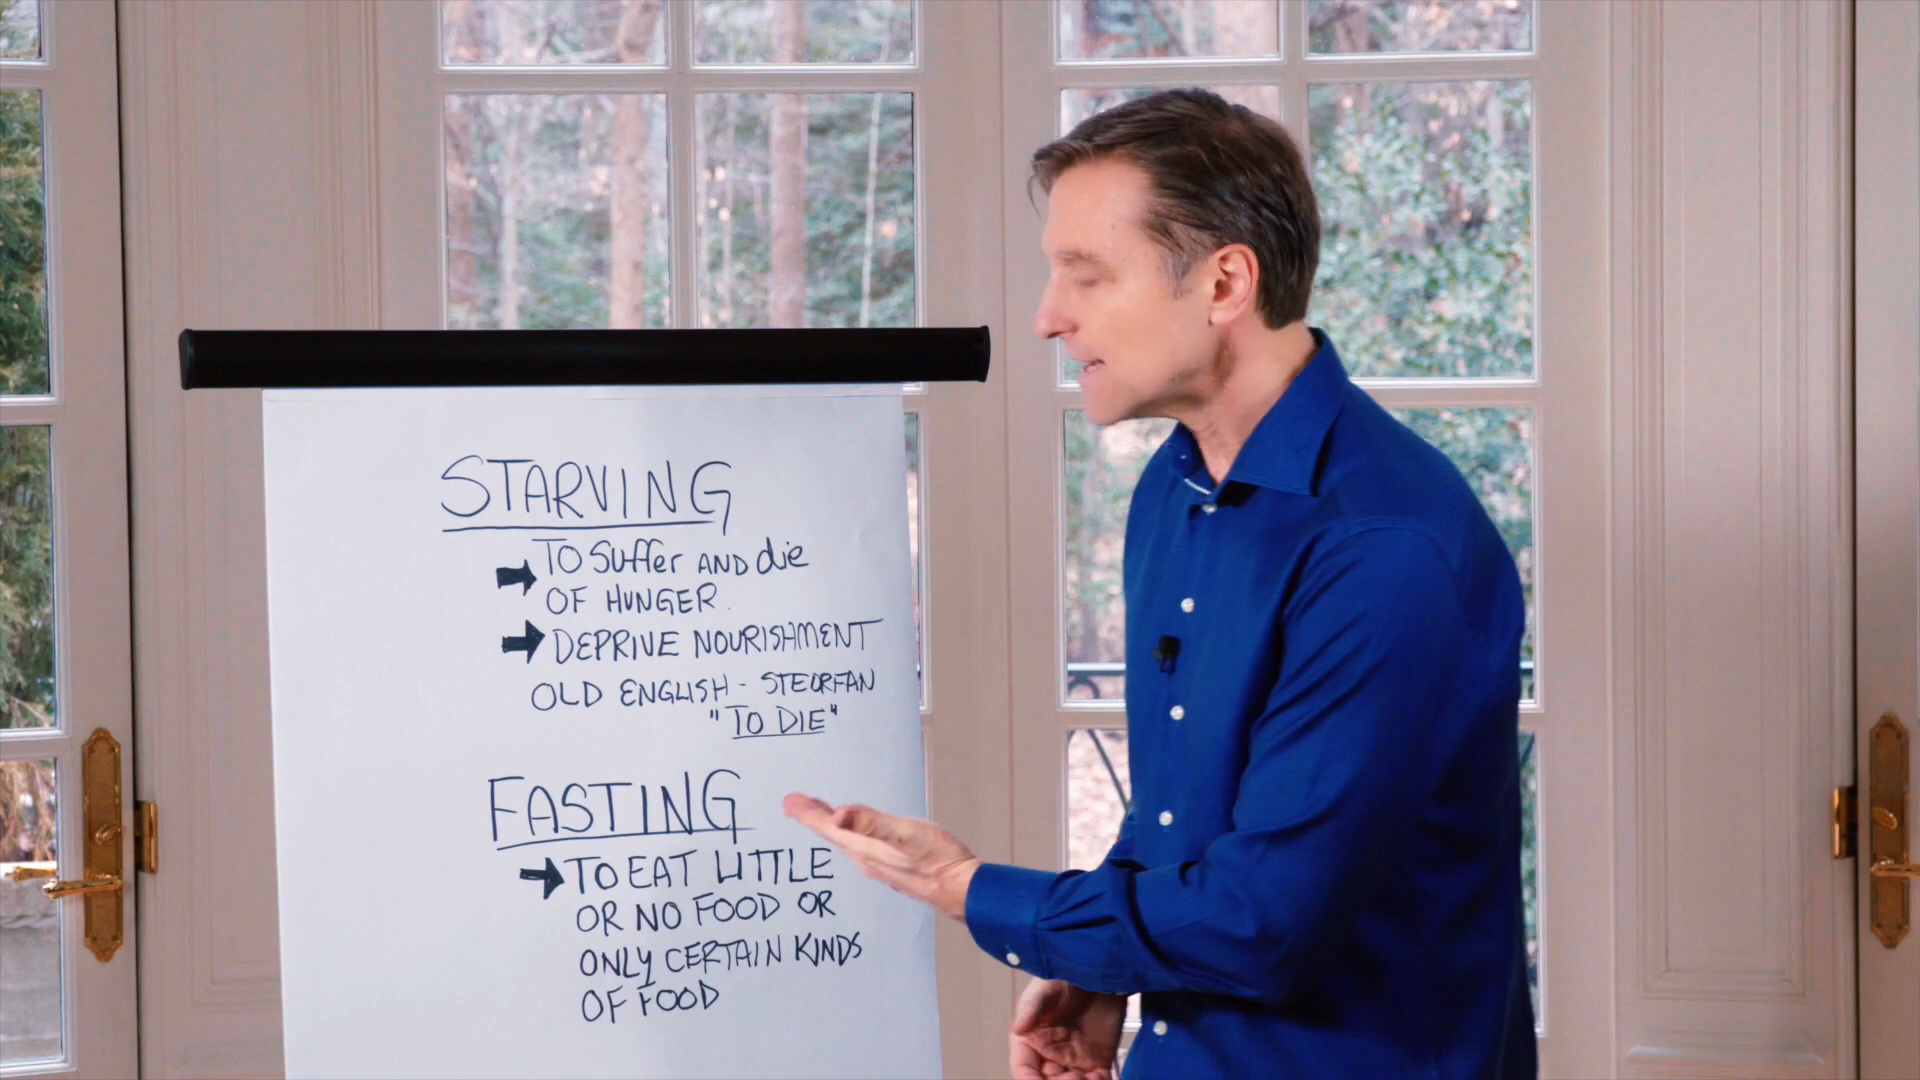 STARVING
TO Suffer AND die
OF HUNGER.
DEPRIVE NOURISHMENT
OLD ENGLISH - STEORFAN
"TO DIE"
FASTING
TO EAT LITTLE
OR NO FOOD OR
ONLY CERTAIN KINDS
OF FOOD